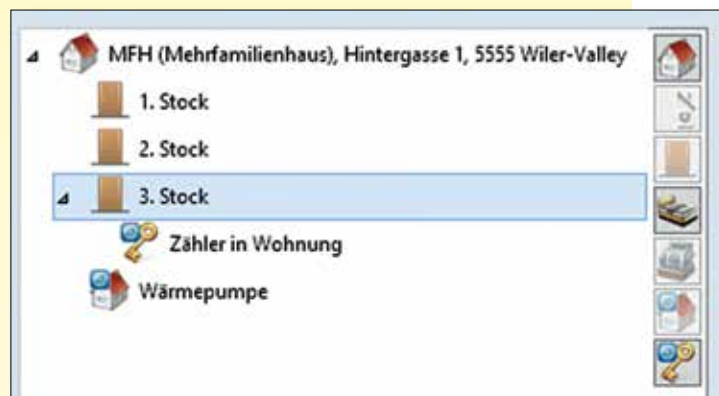 MFH (Mehrfamilienhaus), Hintergasse 1, 5555 Wiler-Valley
1. Stock
2. Stock
3. Stock
Zähler in Wohnung
Wärmepumpe